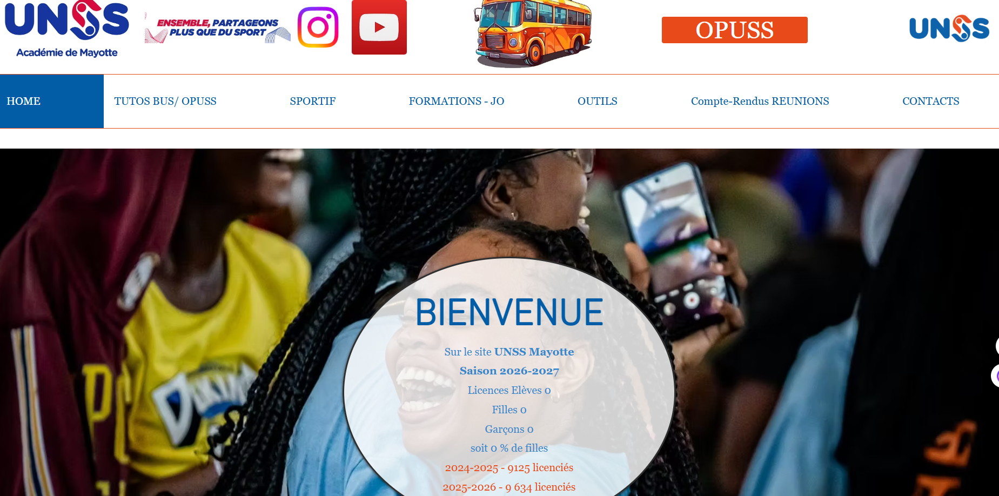 UNSS
Académie de Mayotte
ENSEMBLE, PARTAGEONS
PLUS QUE DU SPORT
OPUSS
UNSS
HOME
TUTOS BUS/ OPUSS
SPORTIF
FORMATIONS - JO
OUTILS
Compte-Rendus REUNIONS
CONTACTS
BIENVENUE
Sur le site UNSS Mayotte
Saison 2026-2027
Licences Elèves 0
Filles 0
Garçons 0
soit 0 % de filles
2024-2025 - 9125 licenciés
2025-2026 - 9 634 licenciés